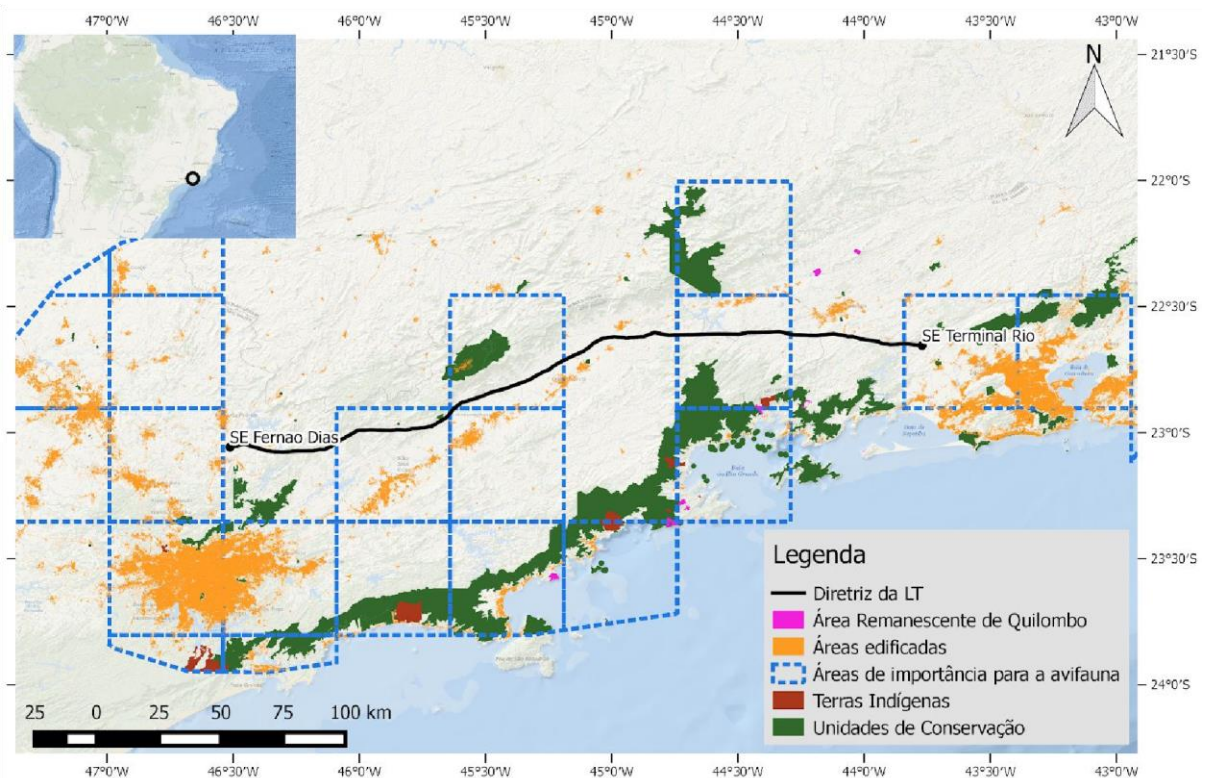 47°0'W 46°30'W 46°0'W 45°30'W 45°0'W 44°30'W 44°0'W 43°30'W 43°0'W
21°30'S
N
22°0'S
22°30'S
SE Terminal Rio
SE Fernao Dias
23°0'S
23°30'S
24°0'S
Legenda
Diretriz da LT
Área Remanescente de Quilombo
Áreas edificadas
Áreas de importância para a avifauna
Terras Indígenas
Unidades de Conservação
25 0 25 50 75 100 km
47°0'W 46°30'W 46°0'W 45°30'W 45°0'W 44°30'W 44°0'W 43°30'W 43°0'W